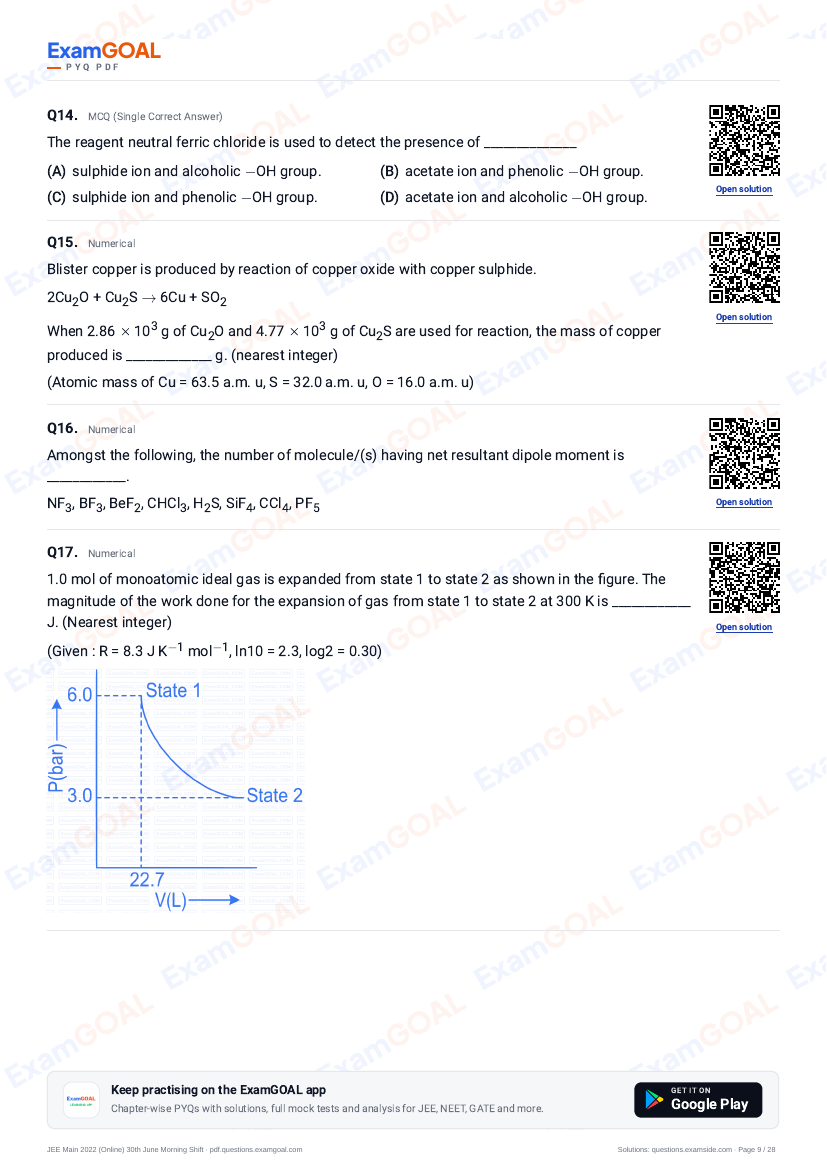 ExamGOAL
PYQ PDF
Q14. MCQ (Single Correct Answer)
The reagent neutral ferric chloride is used to detect the presence of ____________
(A) sulphide ion and alcoholic −OH group.
(B) acetate ion and phenolic −OH group.
(C) sulphide ion and phenolic −OH group.
(D) acetate ion and alcoholic −OH group.
Open solution
Q15. Numerical
Blister copper is produced by reaction of copper oxide with copper sulphide.
2Cu₂O + Cu₂S → 6Cu + SO₂
When 2.86 × 10³ g of Cu₂O and 4.77 × 10³ g of Cu₂S are used for reaction, the mass of copper
produced is ____________ g. (nearest integer)
(Atomic mass of Cu = 63.5 a.m. u, S = 32.0 a.m. u, O = 16.0 a.m. u)
Open solution
Q16. Numerical
Amongst the following, the number of molecule/(s) having net resultant dipole moment is
____________.
NF₃, BF₃, BeF₂, CHCl₃, H₂S, SiF₄, CCl₄, PF₅
Open solution
Q17. Numerical
1.0 mol of monoatomic ideal gas is expanded from state 1 to state 2 as shown in the figure. The
magnitude of the work done for the expansion of gas from state 1 to state 2 at 300 K is ____________
J. (Nearest integer)
(Given : R = 8.3 J K⁻¹ mol⁻¹, ln10 = 2.3, log2 = 0.30)
Open solution
6.0
State 1
P(bar)
3.0
State 2
22.7
V(L)
ExamGOAL
Keep practising on the ExamGOAL app
Chapter-wise PYQs with solutions, full mock tests and analysis for JEE, NEET, GATE and more.
GET IT ON
Google Play
JEE Main 2022 (Online) 30th June Morning Shift · pdf.questions.examgoal.com
Solutions: questions.examside.com · Page 9 / 28